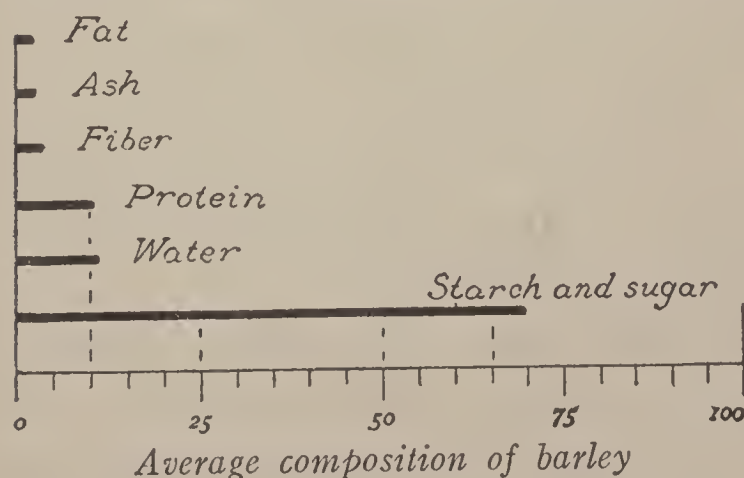 Fat
Ash
Fiber
Protein
Water
Starch and sugar
0 25 50 75 100
Average composition of barley